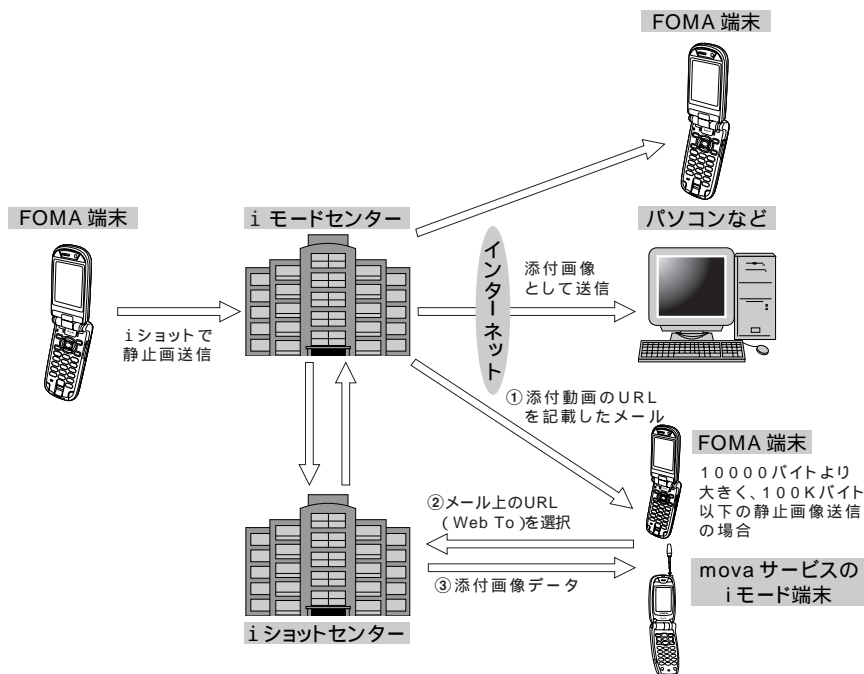 FOMA 端末
FOMA 端末
i モードセンター
パソコンなど
インターネット
添付画像
として送信
iショットで
静止画送信
①添付動画のURL
を記載したメール
FOMA 端末
10000バイトより
大きく、100Kバイト
以下の静止画像送信
の場合
②メール上のURL
(Web To)を選択
③添付画像データ
mova サービスの
iモード端末
iショットセンター